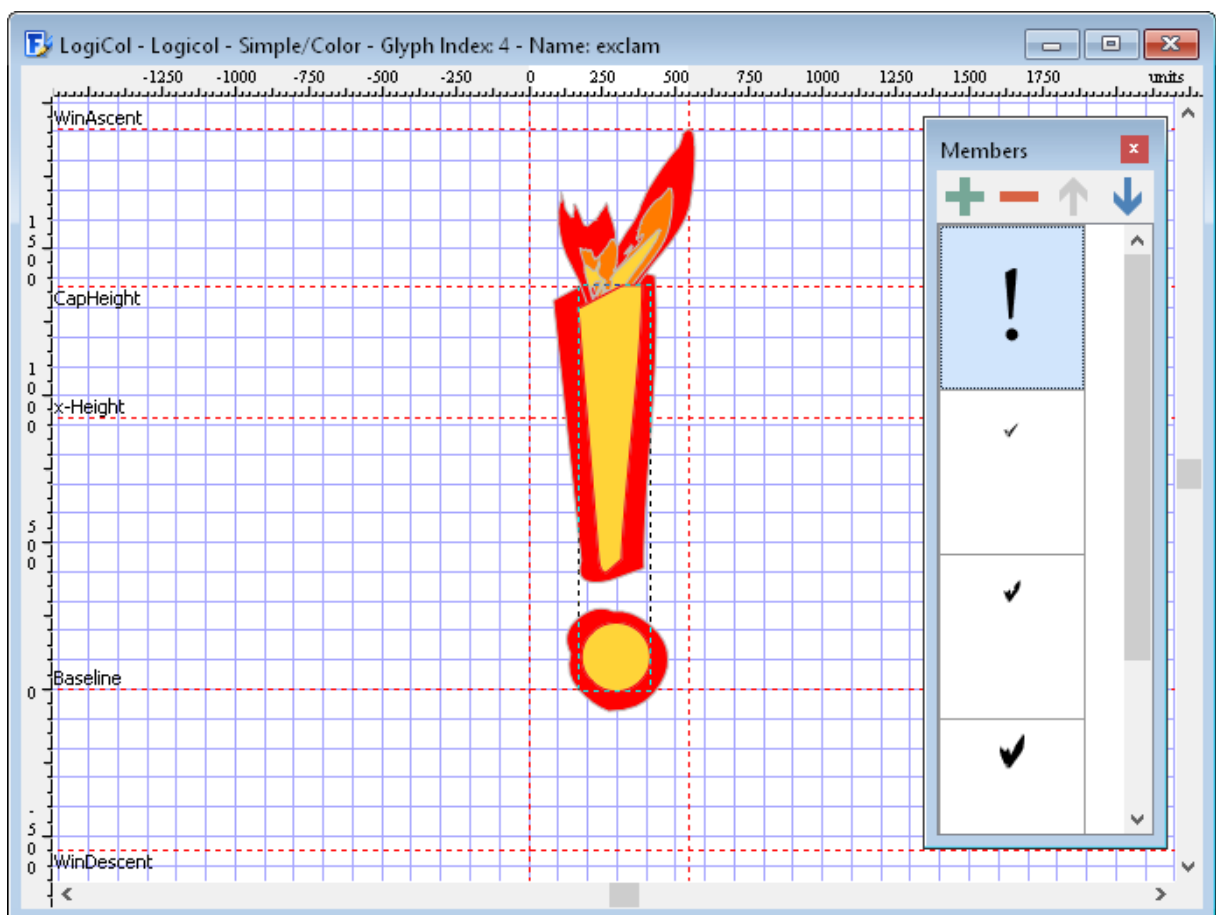 LogiCol - Logicol - Simple/Color - Glyph Index: 4 - Name: exclam
-1250 -1000 -750 -500 -250 0 250 500 750 1000 1250 1500 1750 units
WinAscent
Members
!
1500
CapHeight
1000
x-Height
500
Baseline
0
-500
WinDescent